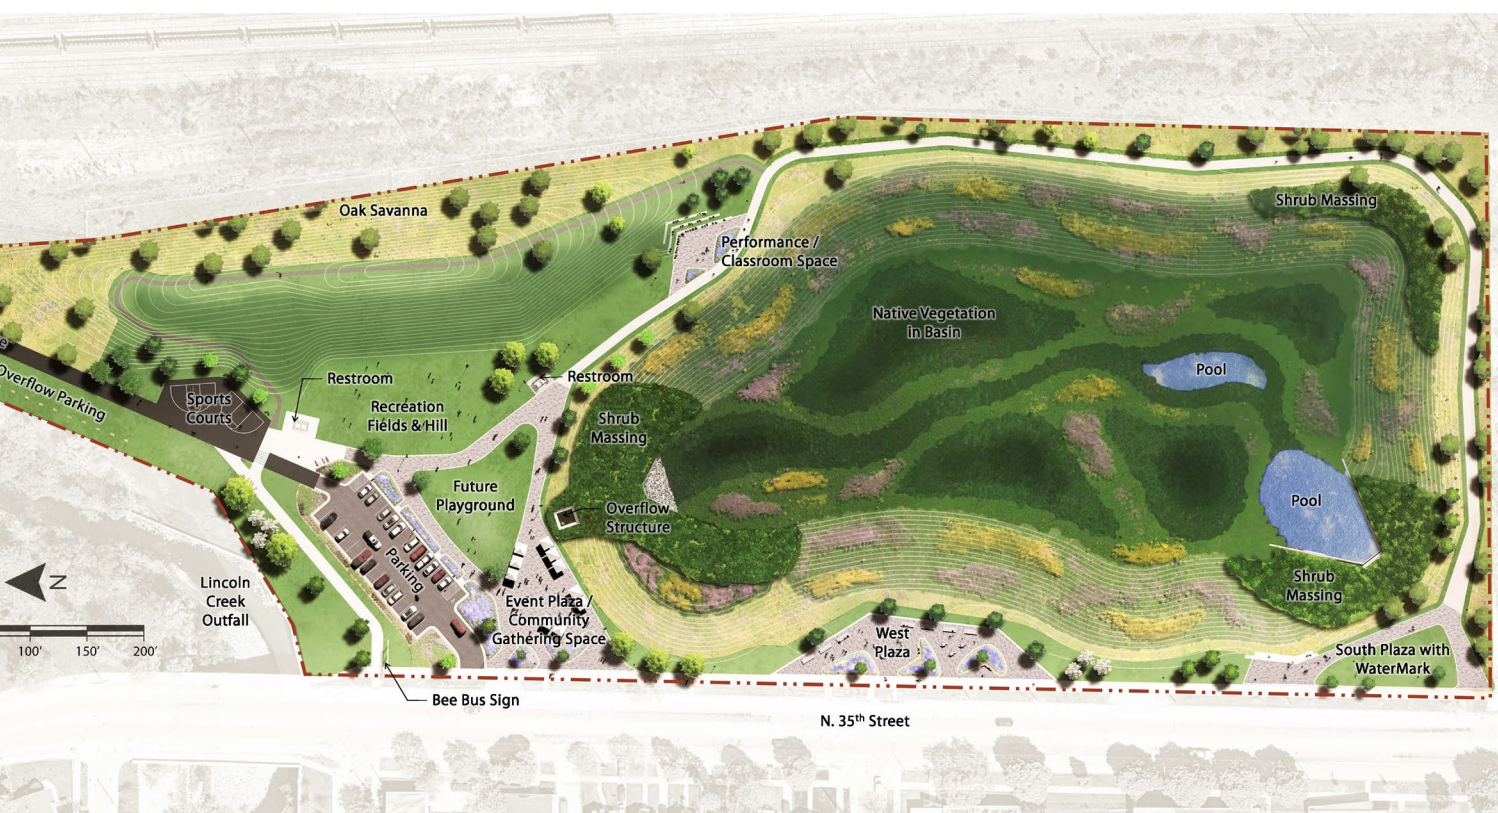 Oak Savanna
Shrub Massing
Performance /
Classroom Space
Native Vegetation
in Basin
Overflow Parking
Pool
Restroom
Restroom
Sports
Courts
Recreation
Fields & Hill
Shrub
Massing
Future
Playground
Pool
Overflow
Structure
Parking
N
Lincoln
Creek
Outfall
Event Plaza /
Community
Gathering Space
Shrub
Massing
100'
150'
200'
West
Plaza
South Plaza with
WaterMark
Bee Bus Sign
N. 35th Street